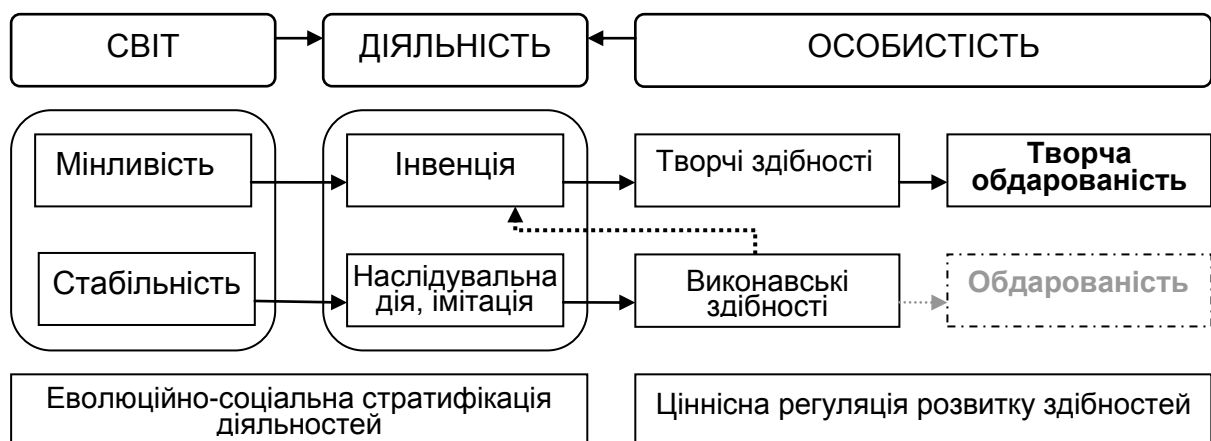 СВІТ
ДІЯЛЬНІСТЬ
ОСОБИСТІСТЬ
Мінливість
Інвенція
Творчі здібності
Творча
обдарованість
Стабільність
Наслідувальна
дія, імітація
Виконавські
здібності
Обдарованість
Еволюційно-соціальна стратифікація
діяльностей
Ціннісна регуляція розвитку здібностей